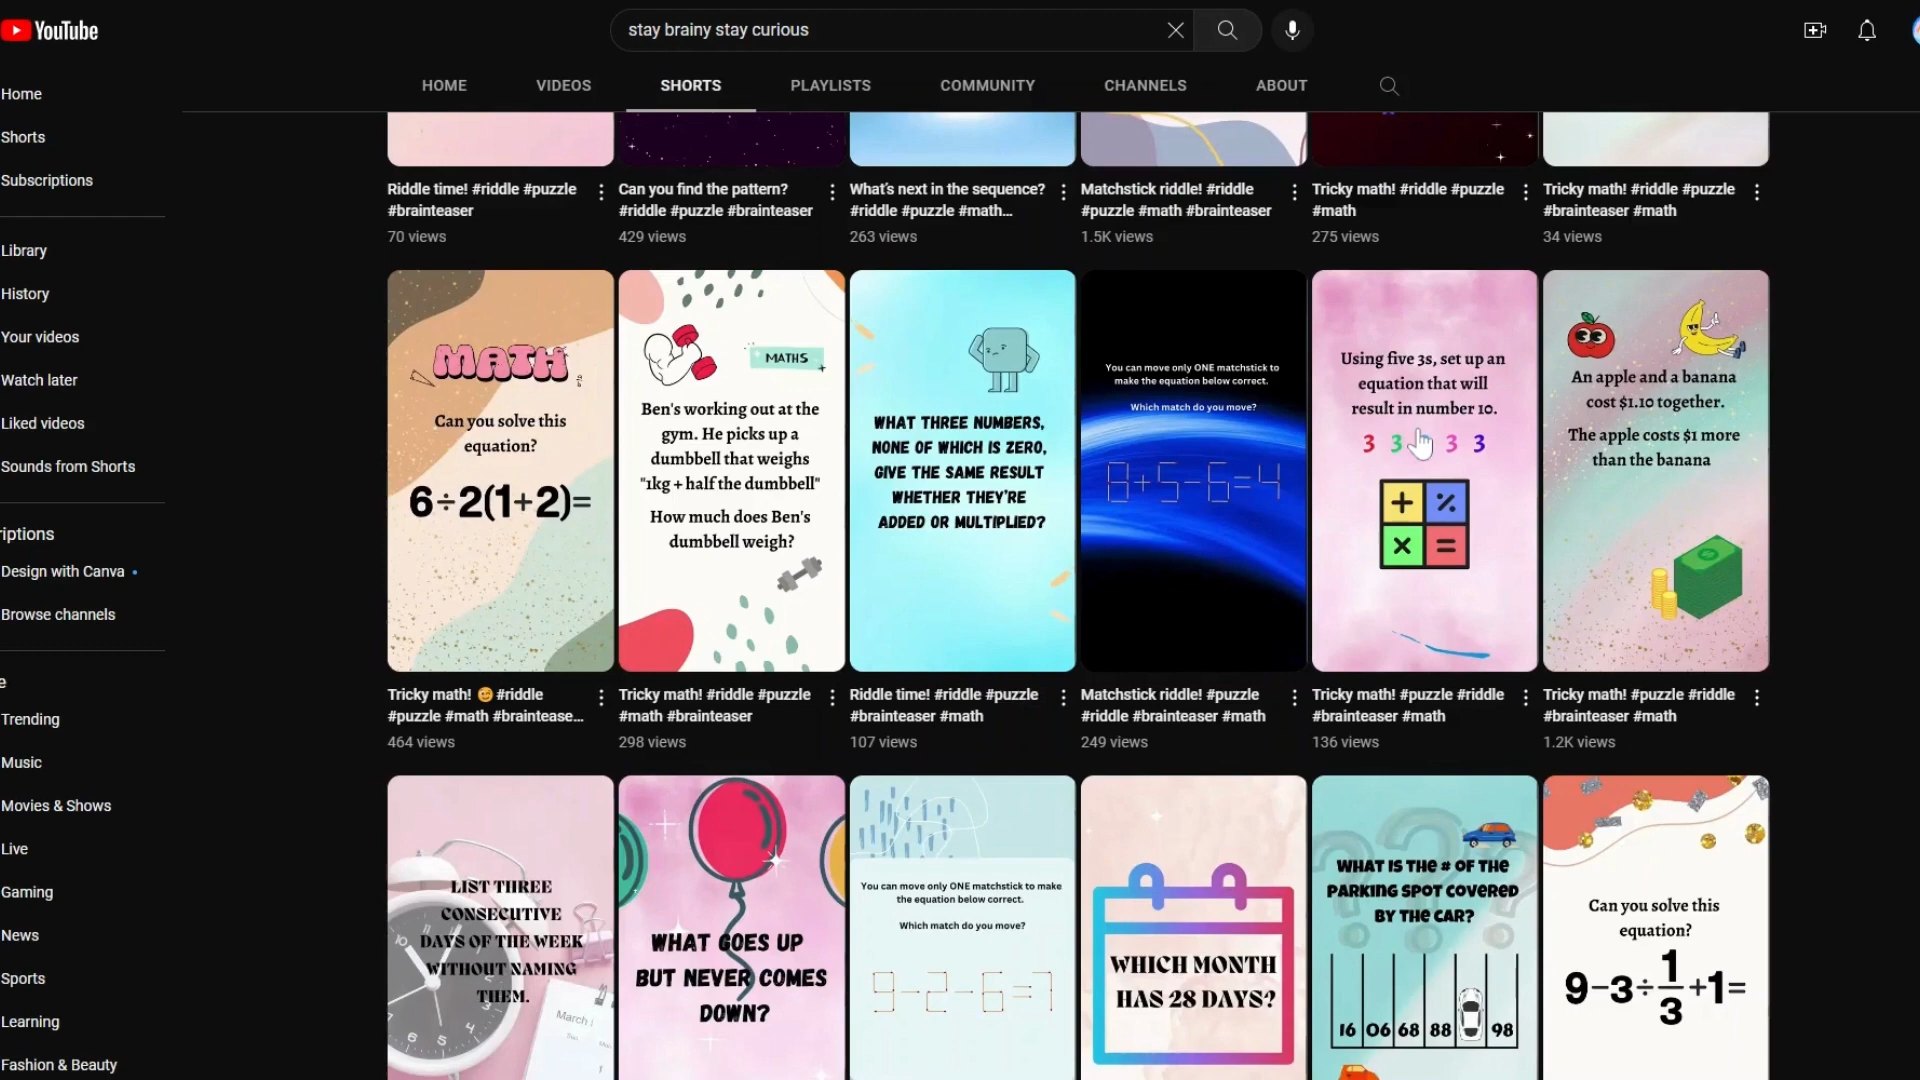 YouTube
stay brainy stay curious
HOME VIDEOS SHORTS PLAYLISTS COMMUNITY CHANNELS ABOUT
Home
Shorts
Subscriptions
Library
History
Your videos
Watch later
Liked videos
Sounds from Shorts
riptions
Design with Canva
Browse channels
e
Trending
Music
Movies & Shows
Live
Gaming
News
Sports
Learning
Fashion & Beauty
Riddle time! #riddle #puzzle
#brainteaser
70 views
Can you find the pattern?
#riddle #puzzle #brainteaser
429 views
What's next in the sequence?
#riddle #puzzle #math...
263 views
Matchstick riddle! #riddle
#puzzle #math #brainteaser
1.5K views
Tricky math! #riddle #puzzle
#math
275 views
Tricky math! #riddle #puzzle
#brainteaser #math
34 views
MATH
Can you solve this
equation?
6÷2(1+2)=
Tricky math! 😉 #riddle
#puzzle #math #braintease...
464 views
MATHS
Ben's working out at the
gym. He picks up a
dumbbell that weighs
"1kg + half the dumbbell"
How much does Ben's
dumbbell weigh?
Tricky math! #riddle #puzzle
#math #brainteaser
298 views
WHAT THREE NUMBERS,
NONE OF WHICH IS ZERO,
GIVE THE SAME RESULT
WHETHER THEY'RE
ADDED OR MULTIPLIED?
Riddle time! #riddle #puzzle
#brainteaser #math
107 views
You can move only ONE matchstick to
make the equation below correct.
Which match do you move?
8+5-6=4
Matchstick riddle! #puzzle
#riddle #brainteaser #math
249 views
Using five 3s, set up an
equation that will
result in number 10.
3 3 3 3
+ %
× =
Tricky math! #puzzle #riddle
#brainteaser #math
136 views
An apple and a banana
cost $1.10 together.
The apple costs $1 more
than the banana
Tricky math! #puzzle #riddle
#brainteaser #math
1.2K views
LIST THREE
CONSECUTIVE
DAYS OF THE WEEK
WITHOUT NAMING
THEM.
March
WHAT GOES UP
BUT NEVER COMES
DOWN?
You can move only ONE matchstick to make
the equation below correct.
Which match do you move?
9-2-6=7
WHICH MONTH
HAS 28 DAYS?
WHAT IS THE # OF THE
PARKING SPOT COVERED
BY THE CAR?
16 06 68 88 98
Can you solve this
equation?
9-3÷1/3+1=